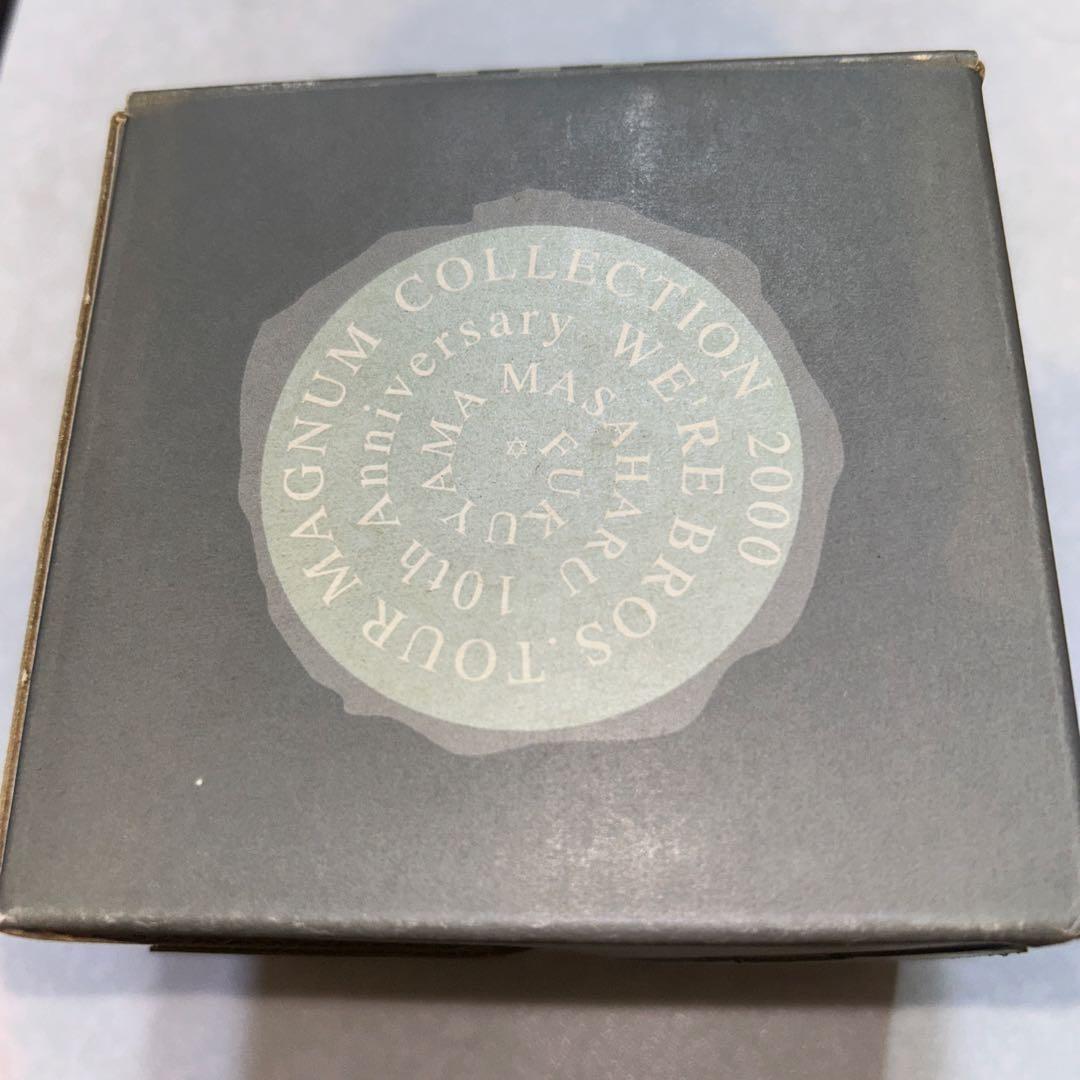 FUKUYAMA MASAHARU 10th Anniversary WE'RE BROS.TOUR MAGNUM COLLECTION 2000